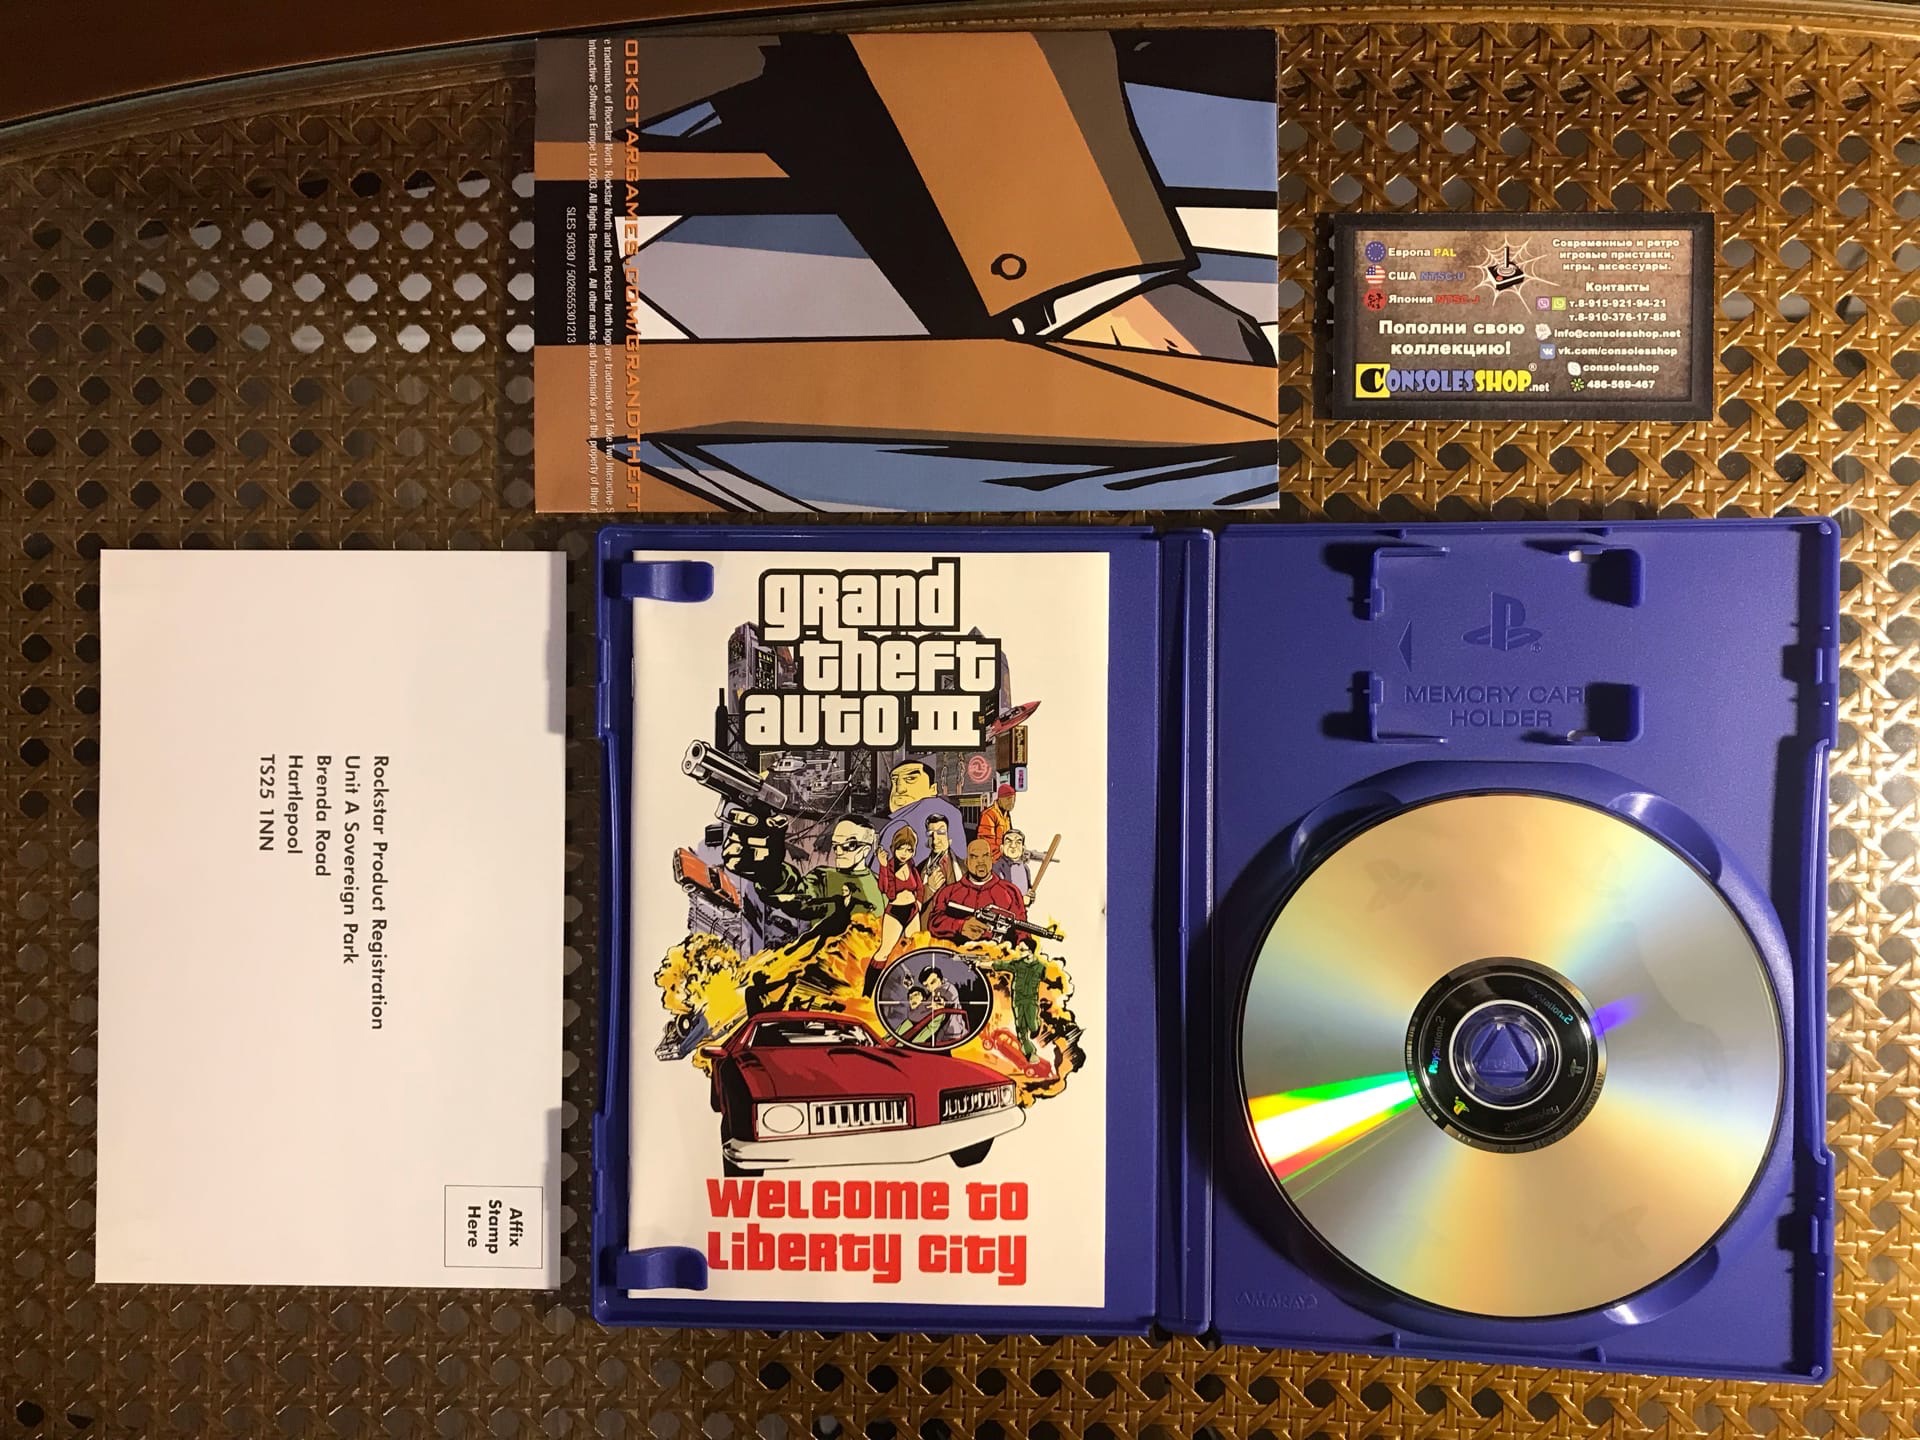 OCKSTARGAMES.COM/GRANDTHEFT
e trademarks of Rockstar North. Rockstar North and the Rockstar North logo are trademarks of Take Two Interactive S
Interactive Software Europe Ltd 2003. All Rights Reserved. All other marks and trademarks are the property of their r
SLES 50330 / 5026555301213
Европа PAL
США NTSC-U
Япония NTSC-J
Пополни свою
коллекцию!
CONSOLESSHOP.net
Современные и ретро
игровые приставки,
игры, аксессуары.
Контакты
т.8-915-921-94-21
т.8-910-376-17-88
info@consolesshop.net
vk.com/consolesshop
consolesshop
486-569-467
Rockstar Product Registration
Unit A Sovereign Park
Brenda Road
Hartlepool
TS25 1NN
Affix
Stamp
Here
grand
theft
auto III
Welcome to
Liberty City
MEMORY CAR
HOLDER
PlayStation.2
PlayStation.2
PlayStation.2
AMARAY